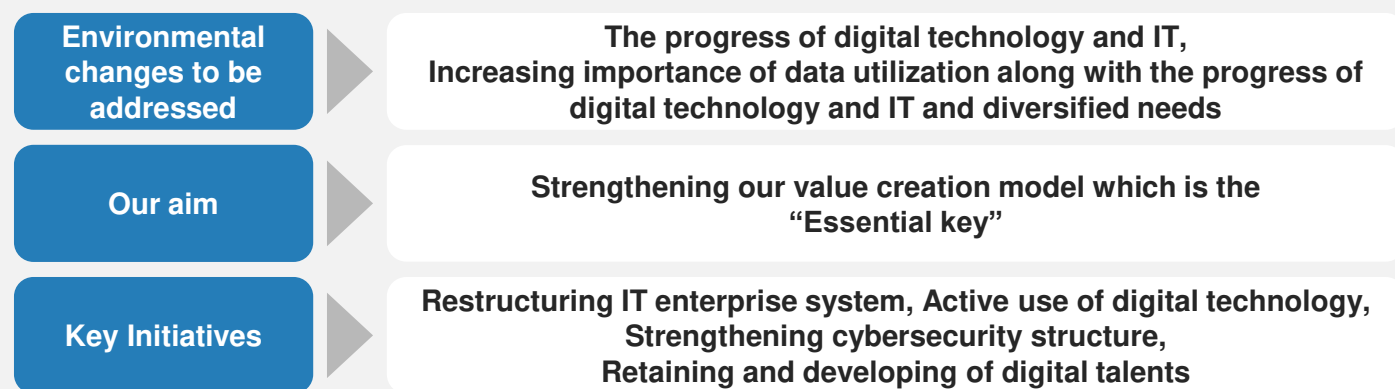 Environmental
changes to be
addressed
The progress of digital technology and IT,
Increasing importance of data utilization along with the progress of
digital technology and IT and diversified needs
Our aim
Strengthening our value creation model which is the
“Essential key”
Key Initiatives
Restructuring IT enterprise system, Active use of digital technology,
Strengthening cybersecurity structure,
Retaining and developing of digital talents